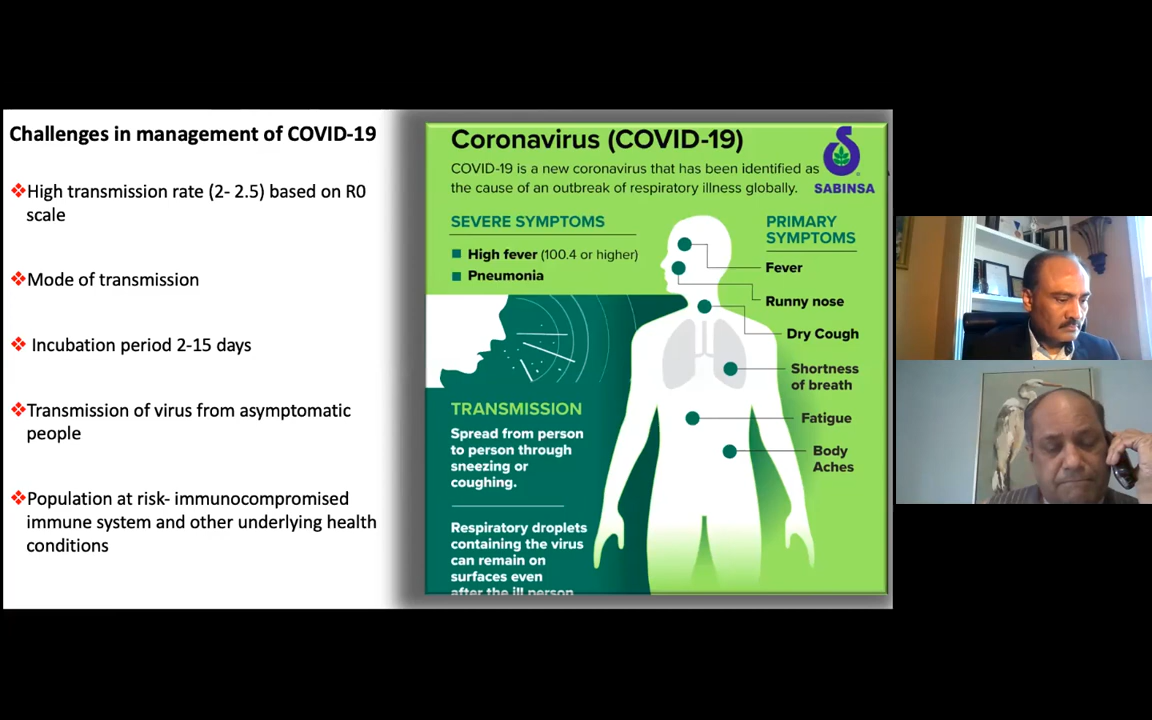 Challenges in management of COVID-19
❖High transmission rate (2- 2.5) based on R0
scale
❖Mode of transmission
❖ Incubation period 2-15 days
❖Transmission of virus from asymptomatic
people
❖Population at risk- immunocompromised
immune system and other underlying health
conditions
Coronavirus (COVID-19)
COVID-19 is a new coronavirus that has been identified as
the cause of an outbreak of respiratory illness globally.
SABINSA
SEVERE SYMPTOMS
High fever (100.4 or higher)
Pneumonia
PRIMARY
SYMPTOMS
Fever
Runny nose
Dry Cough
Shortness
of breath
Fatigue
Body
Aches
TRANSMISSION
Spread from person
to person through
sneezing or
coughing.
Respiratory droplets
containing the virus
can remain on
surfaces even
after the ill person